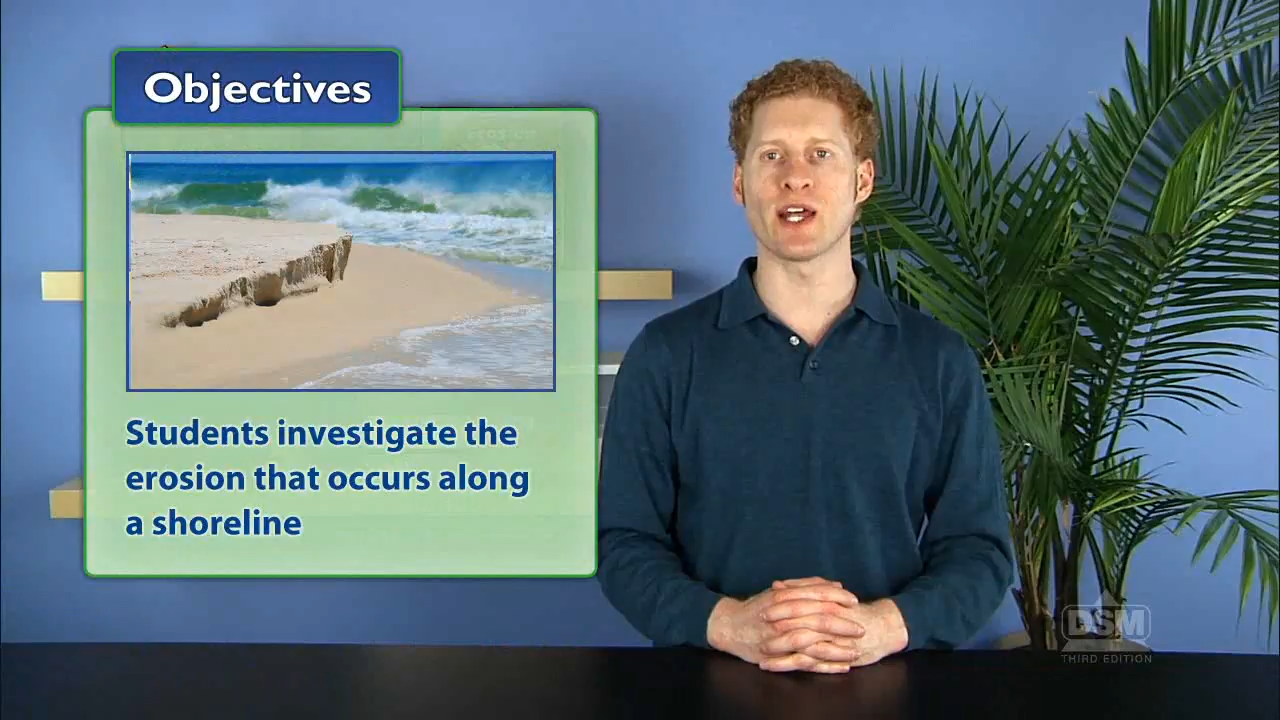 Objectives
Students investigate the
erosion that occurs along
a shoreline
DSM
THIRD EDITION